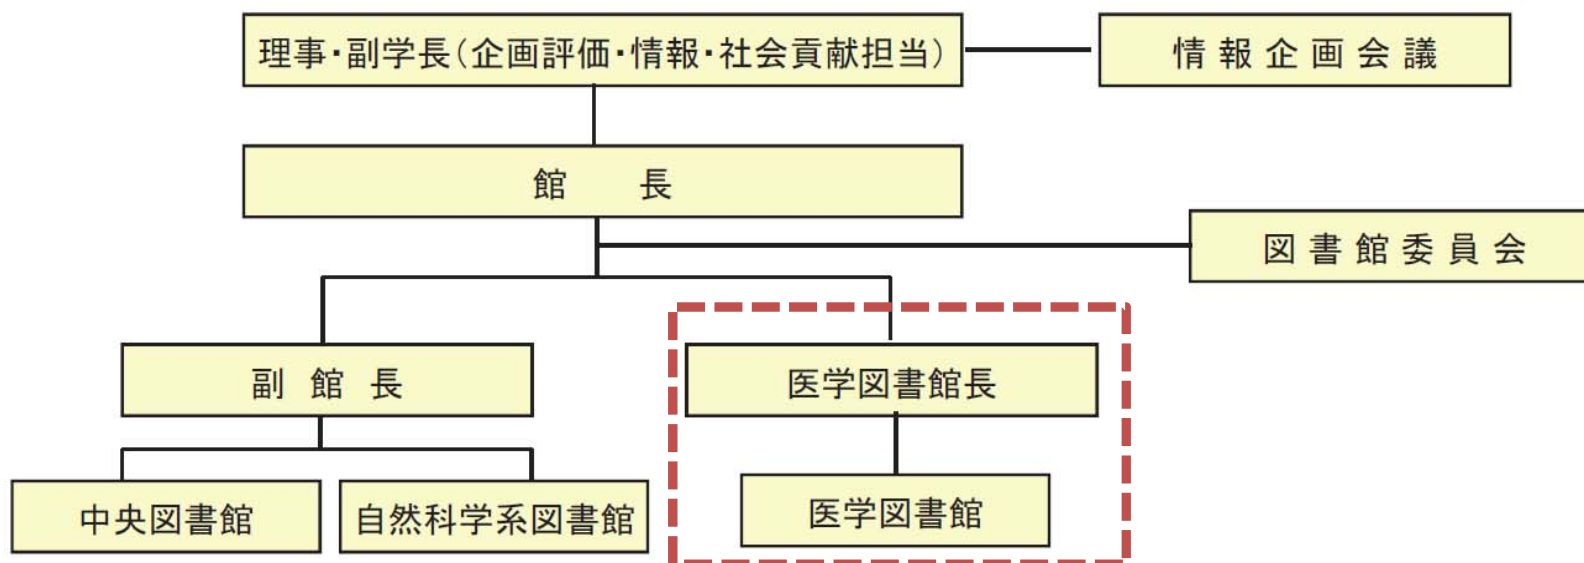 理事・副学長(企画評価・情報・社会貢献担当)
情報企画会議
館　長
図書館委員会
副館長
医学図書館長
中央図書館
自然科学系図書館
医学図書館